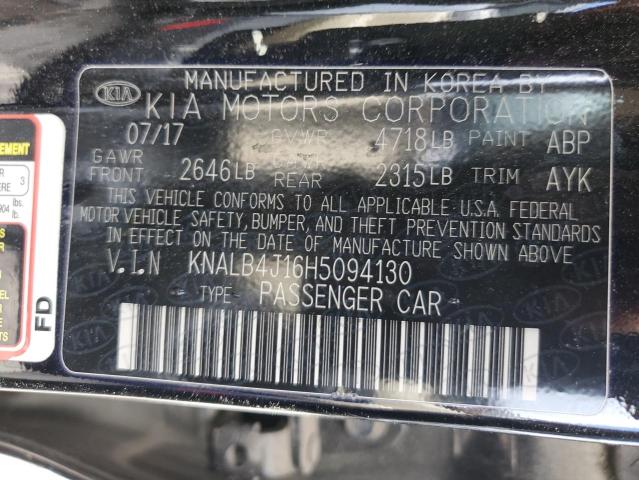 MANUFACTURED IN KOREA BY
KIA KIA MOTORS CORPORATION
07/17 GVWR 4718LB PAINT ABP
GAWR
FRONT 2646LB REAR 2315LB TRIM AYK
THIS VEHICLE CONFORMS TO ALL APPLICABLE U.S.A. FEDERAL
MOTOR VEHICLE SAFETY, BUMPER, AND THEFT PREVENTION STANDARDS
IN EFFECT ON THE DATE OF MANUFACTURE SHOWN ABOVE
V.I.N KNALB4J16H5094130
TYPE: PASSENGER CAR
FD